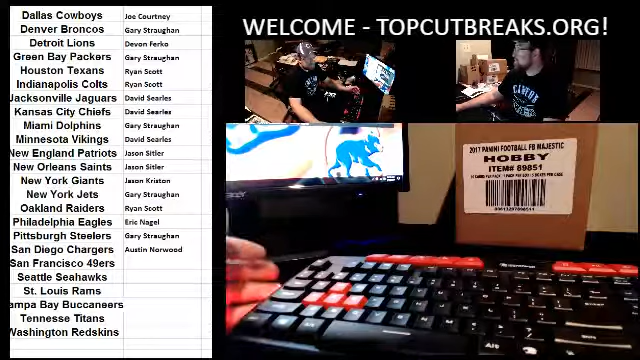 Dallas Cowboys Joe Courtney
Denver Broncos Gary Straughan
Detroit Lions Devon Ferko
Green Bay Packers Gary Straughan
Houston Texans Ryan Scott
Indianapolis Colts Ryan Scott
Jacksonville Jaguars David Searles
Kansas City Chiefs David Searles
Miami Dolphins Gary Straughan
Minnesota Vikings David Searles
New England Patriots Jason Sitler
New Orleans Saints Jason Sitler
New York Giants Jason Kriston
New York Jets Gary Straughan
Oakland Raiders Ryan Scott
Philadelphia Eagles Eric Nagel
Pittsburgh Steelers Gary Straughan
San Diego Chargers Austin Norwood
San Francisco 49ers
Seattle Seahawks
St. Louis Rams
ampa Bay Buccaneers
Tennesse Titans
Washington Redskins
WELCOME - TOPCUTBREAKS.ORG!
2017 PANINI FOOTBALL FB MAJESTIC
HOBBY
ITEM# 89851
Alt